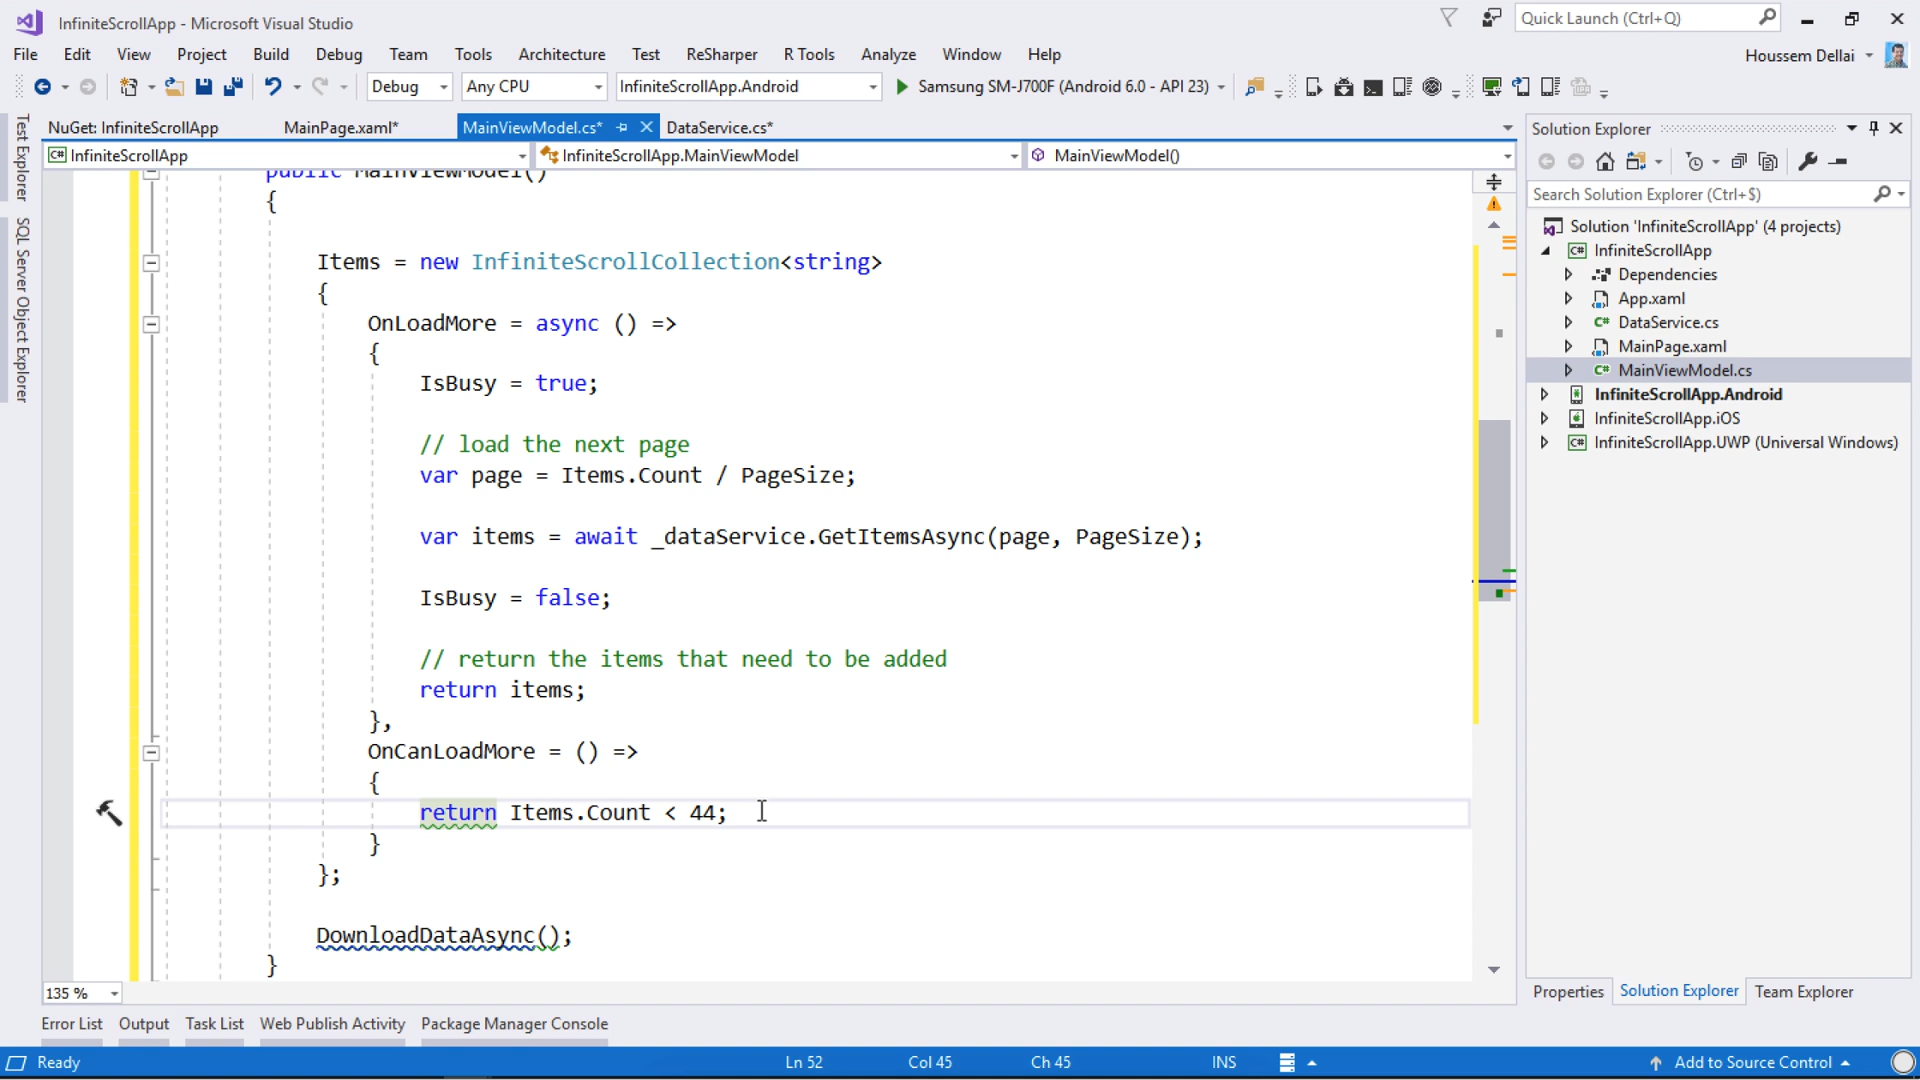 InfiniteScrollApp - Microsoft Visual Studio
Quick Launch (Ctrl+Q)
File Edit View Project Build Debug Team Tools Architecture Test ReSharper R Tools Analyze Window Help
Houssem Dellai
Debug Any CPU InfiniteScrollApp.Android Samsung SM-J700F (Android 6.0 - API 23)
Test Explorer
SQL Server Object Explorer
NuGet: InfiniteScrollApp MainPage.xaml* MainViewModel.cs* DataService.cs*
InfiniteScrollApp InfiniteScrollApp.MainViewModel MainViewModel()
public MainViewModel()
{
Items = new InfiniteScrollCollection<string>
{
OnLoadMore = async () =>
{
IsBusy = true;
// load the next page
var page = Items.Count / PageSize;
var items = await _dataService.GetItemsAsync(page, PageSize);
IsBusy = false;
// return the items that need to be added
return items;
},
OnCanLoadMore = () =>
{
return Items.Count < 44;
}
};
DownloadDataAsync();
}
135 %
Solution Explorer
Search Solution Explorer (Ctrl+$)
Solution 'InfiniteScrollApp' (4 projects)
InfiniteScrollApp
Dependencies
App.xaml
DataService.cs
MainPage.xaml
MainViewModel.cs
InfiniteScrollApp.Android
InfiniteScrollApp.iOS
InfiniteScrollApp.UWP (Universal Windows)
Properties Solution Explorer Team Explorer
Error List Output Task List Web Publish Activity Package Manager Console
Ready Ln 52 Col 45 Ch 45 INS Add to Source Control